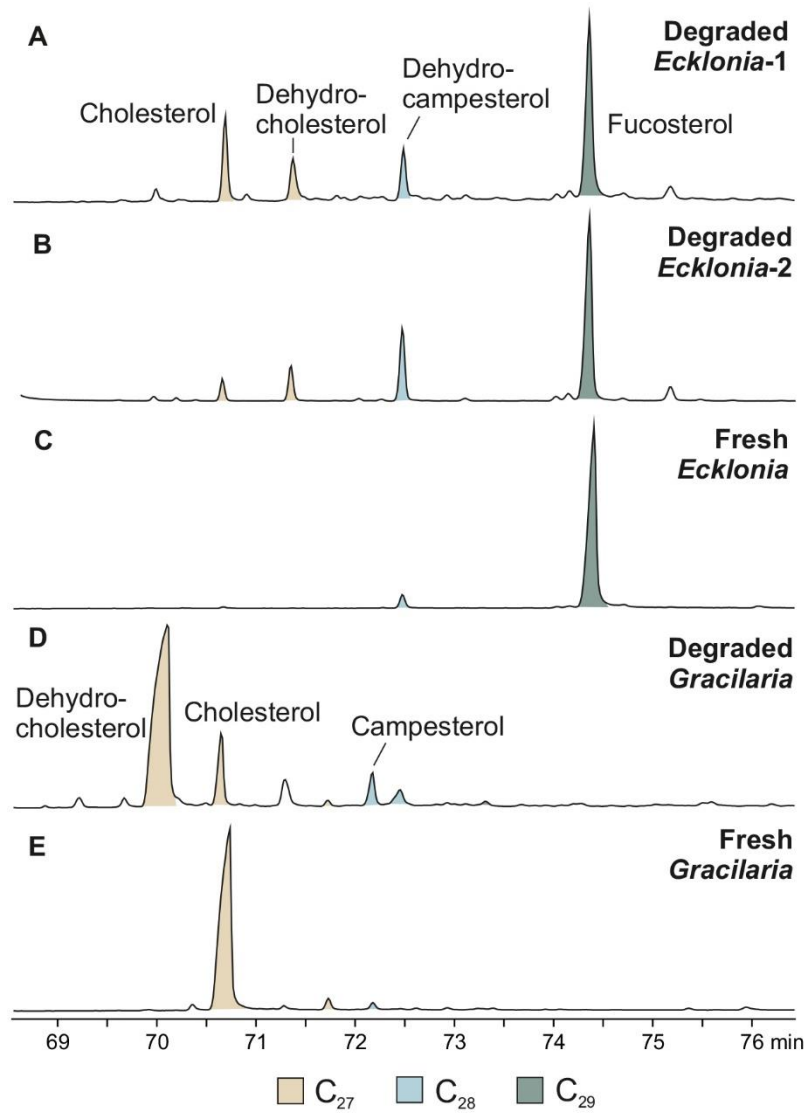 A
Degraded
Ecklonia-1
Cholesterol
Dehydro-
cholesterol
Dehydro-
campesterol
Fucosterol
B
Degraded
Ecklonia-2
C
Fresh
Ecklonia
D
Degraded
Gracilaria
Dehydro-
cholesterol
Cholesterol
Campesterol
E
Fresh
Gracilaria
69 70 71 72 73 74 75 76 min
C₂₇ C₂₈ C₂₉